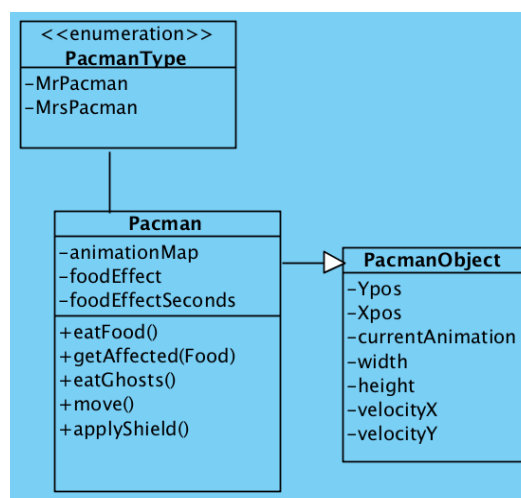 <<enumeration>>
PacmanType
-MrPacman
-MrsPacman
Pacman
-animationMap
-foodEffect
-foodEffectSeconds
+eatFood()
+getAffected(Food)
+eatGhosts()
+move()
+applyShield()
PacmanObject
-Ypos
-Xpos
-currentAnimation
-width
-height
-velocityX
-velocityY